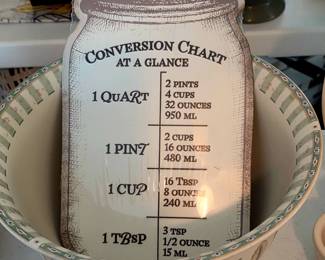 CONVERSION CHART
AT A GLANCE
1 QUART
2 PINTS
4 CUPS
32 OUNCES
950 ML
1 PINT
2 CUPS
16 OUNCES
480 ML
1 CUP
16 TBSP
8 OUNCES
240 ML
1 TBSP
3 TSP
1/2 OUNCE
15 ML